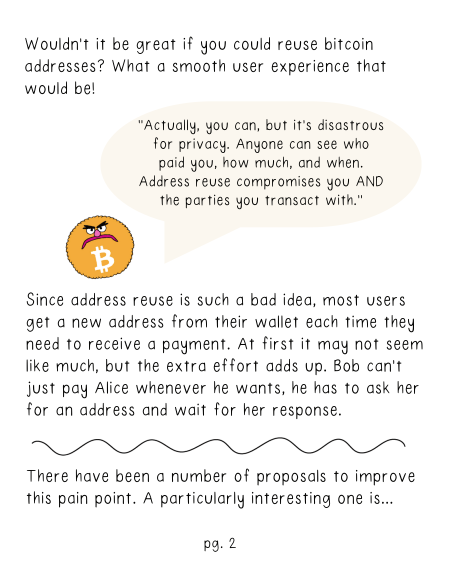 Wouldn't it be great if you could reuse bitcoin
addresses? What a smooth user experience that
would be!
"Actually, you can, but it's disastrous
for privacy. Anyone can see who
paid you, how much, and when.
Address reuse compromises you AND
the parties you transact with."
Since address reuse is such a bad idea, most users
get a new address from their wallet each time they
need to receive a payment. At first it may not seem
like much, but the extra effort adds up. Bob can't
just pay Alice whenever he wants, he has to ask her
for an address and wait for her response.
There have been a number of proposals to improve
this pain point. A particularly interesting one is...
pg. 2